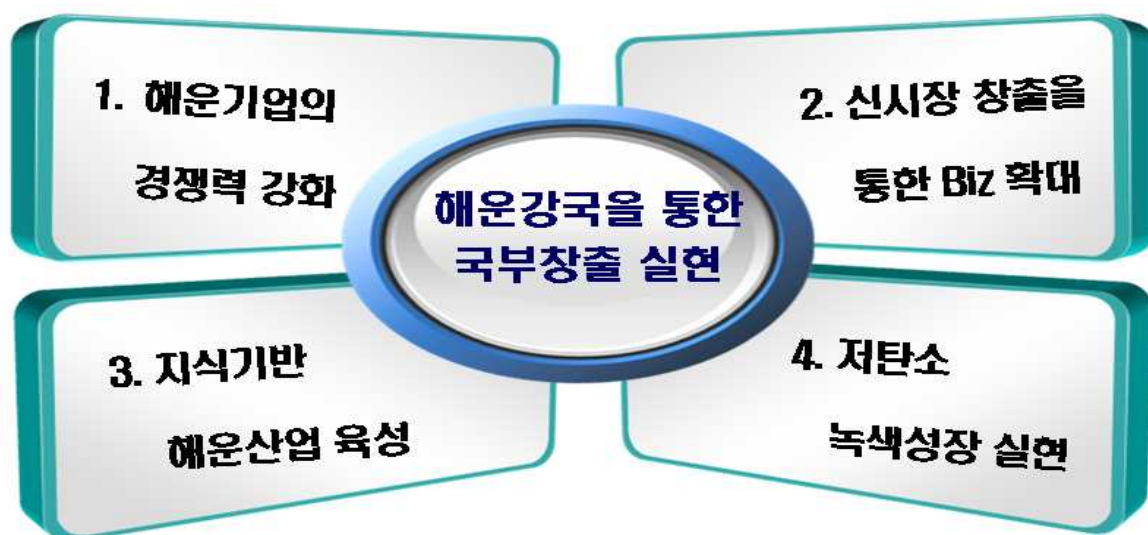 1. 해운기업의
경쟁력 강화
2. 신시장 창출을
통한 Biz 확대
해운강국을 통한
국부창출 실현
3. 지식기반
해운산업 육성
4. 저탄소
녹색성장 실현